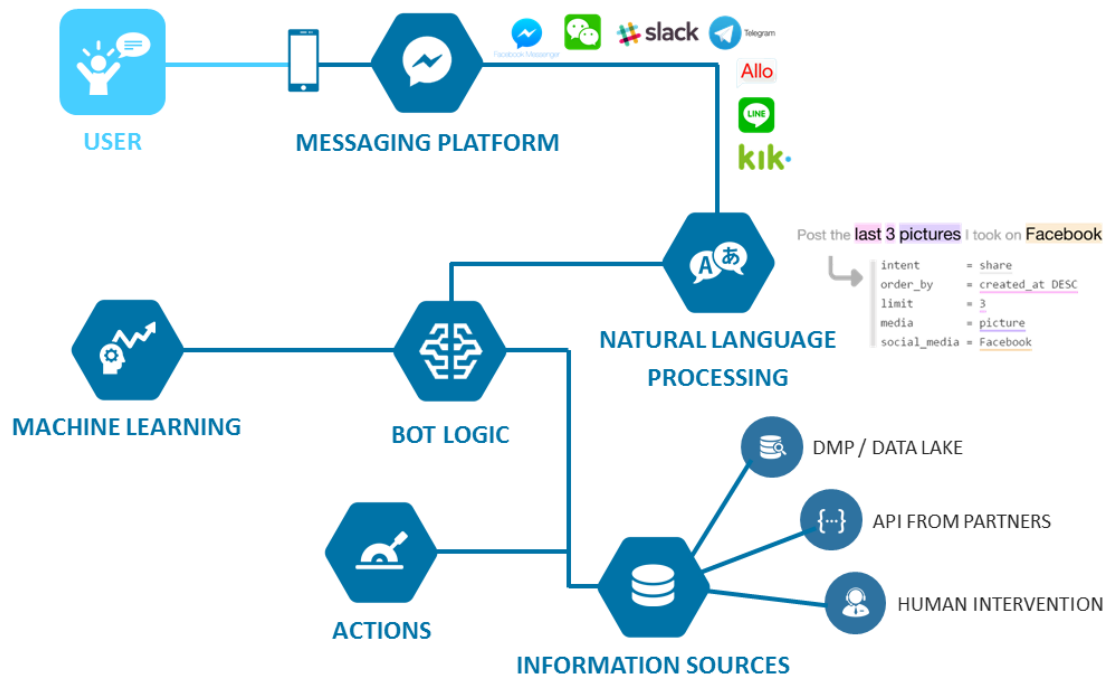 Facebook Messenger
slack
Telegram
Allo
LINE
kik
USER
MESSAGING PLATFORM
Post the last 3 pictures I took on Facebook
intent = share
order_by = created_at DESC
limit = 3
media = picture
social_media = Facebook
A あ
NATURAL LANGUAGE
PROCESSING
MACHINE LEARNING
BOT LOGIC
DMP / DATA LAKE
{...}
API FROM PARTNERS
HUMAN INTERVENTION
ACTIONS
INFORMATION SOURCES